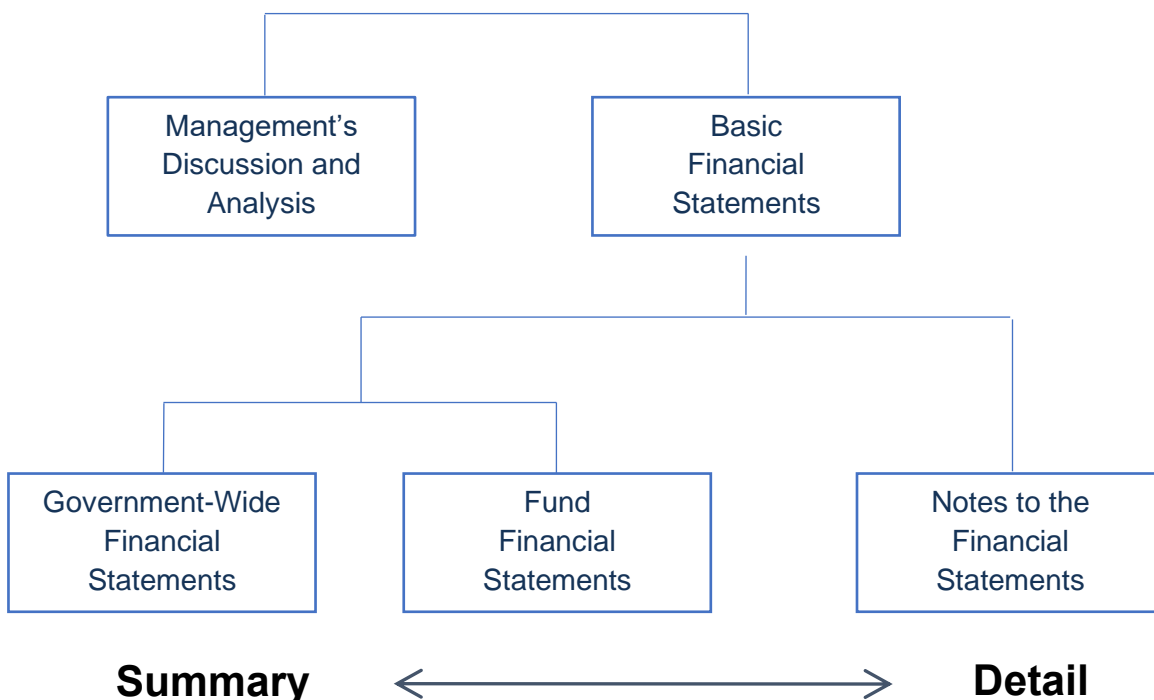 Management’s
Discussion and
Analysis
Basic
Financial
Statements
Government-Wide
Financial
Statements
Fund
Financial
Statements
Notes to the
Financial
Statements
Summary
Detail